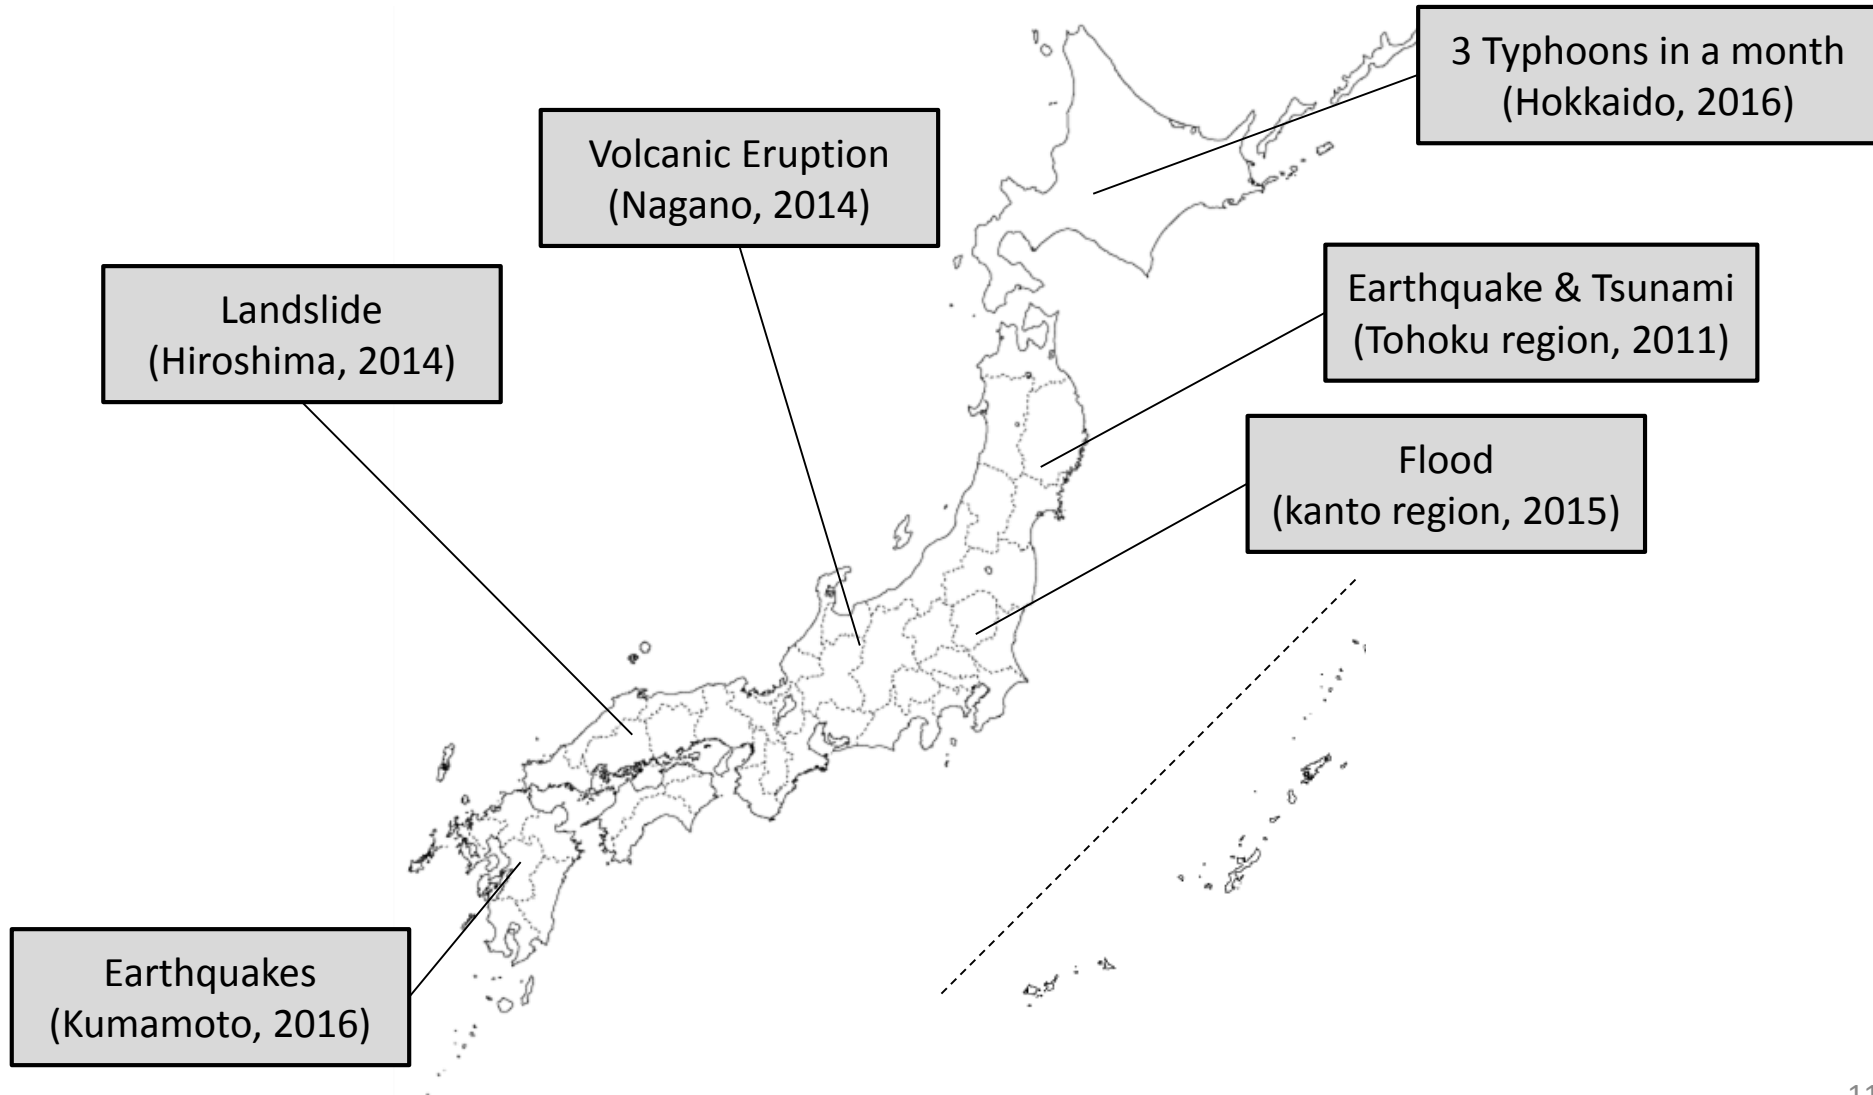 3 Typhoons in a month
(Hokkaido, 2016)
Volcanic Eruption
(Nagano, 2014)
Earthquake & Tsunami
(Tohoku region, 2011)
Landslide
(Hiroshima, 2014)
Flood
(kanto region, 2015)
Earthquakes
(Kumamoto, 2016)
11